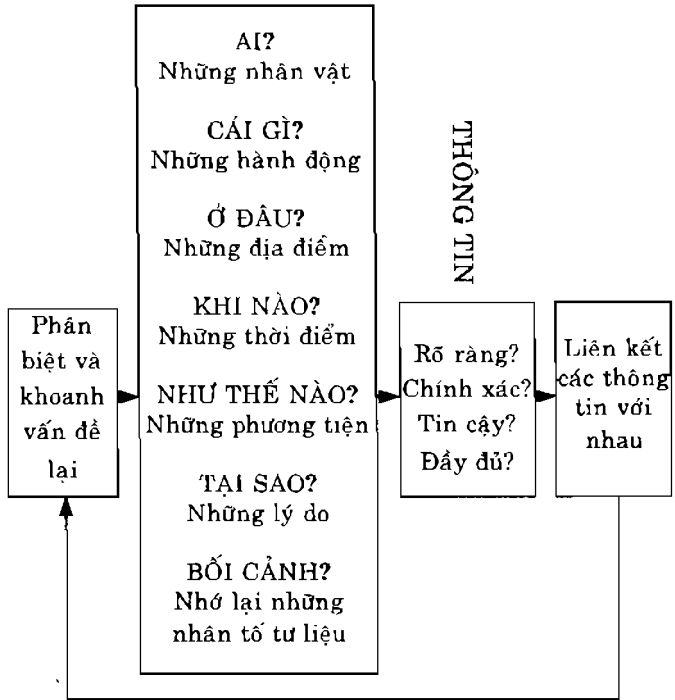 Phân
biệt và
khoanh
vấn đề
lại
AI?
Những nhân vật
CÁI GÌ?
Những hành động
Ở ĐÂU?
Những địa điểm
KHI NÀO?
Những thời điểm
NHƯ THẾ NÀO?
Những phương tiện
TẠI SAO?
Những lý do
BỐI CẢNH?
Nhớ lại những
nhân tố tư liệu
THÔNG TIN
Rõ ràng?
Chính xác?
Tin cậy?
Đầy đủ?
Liên kết
các thông
tin với
nhau